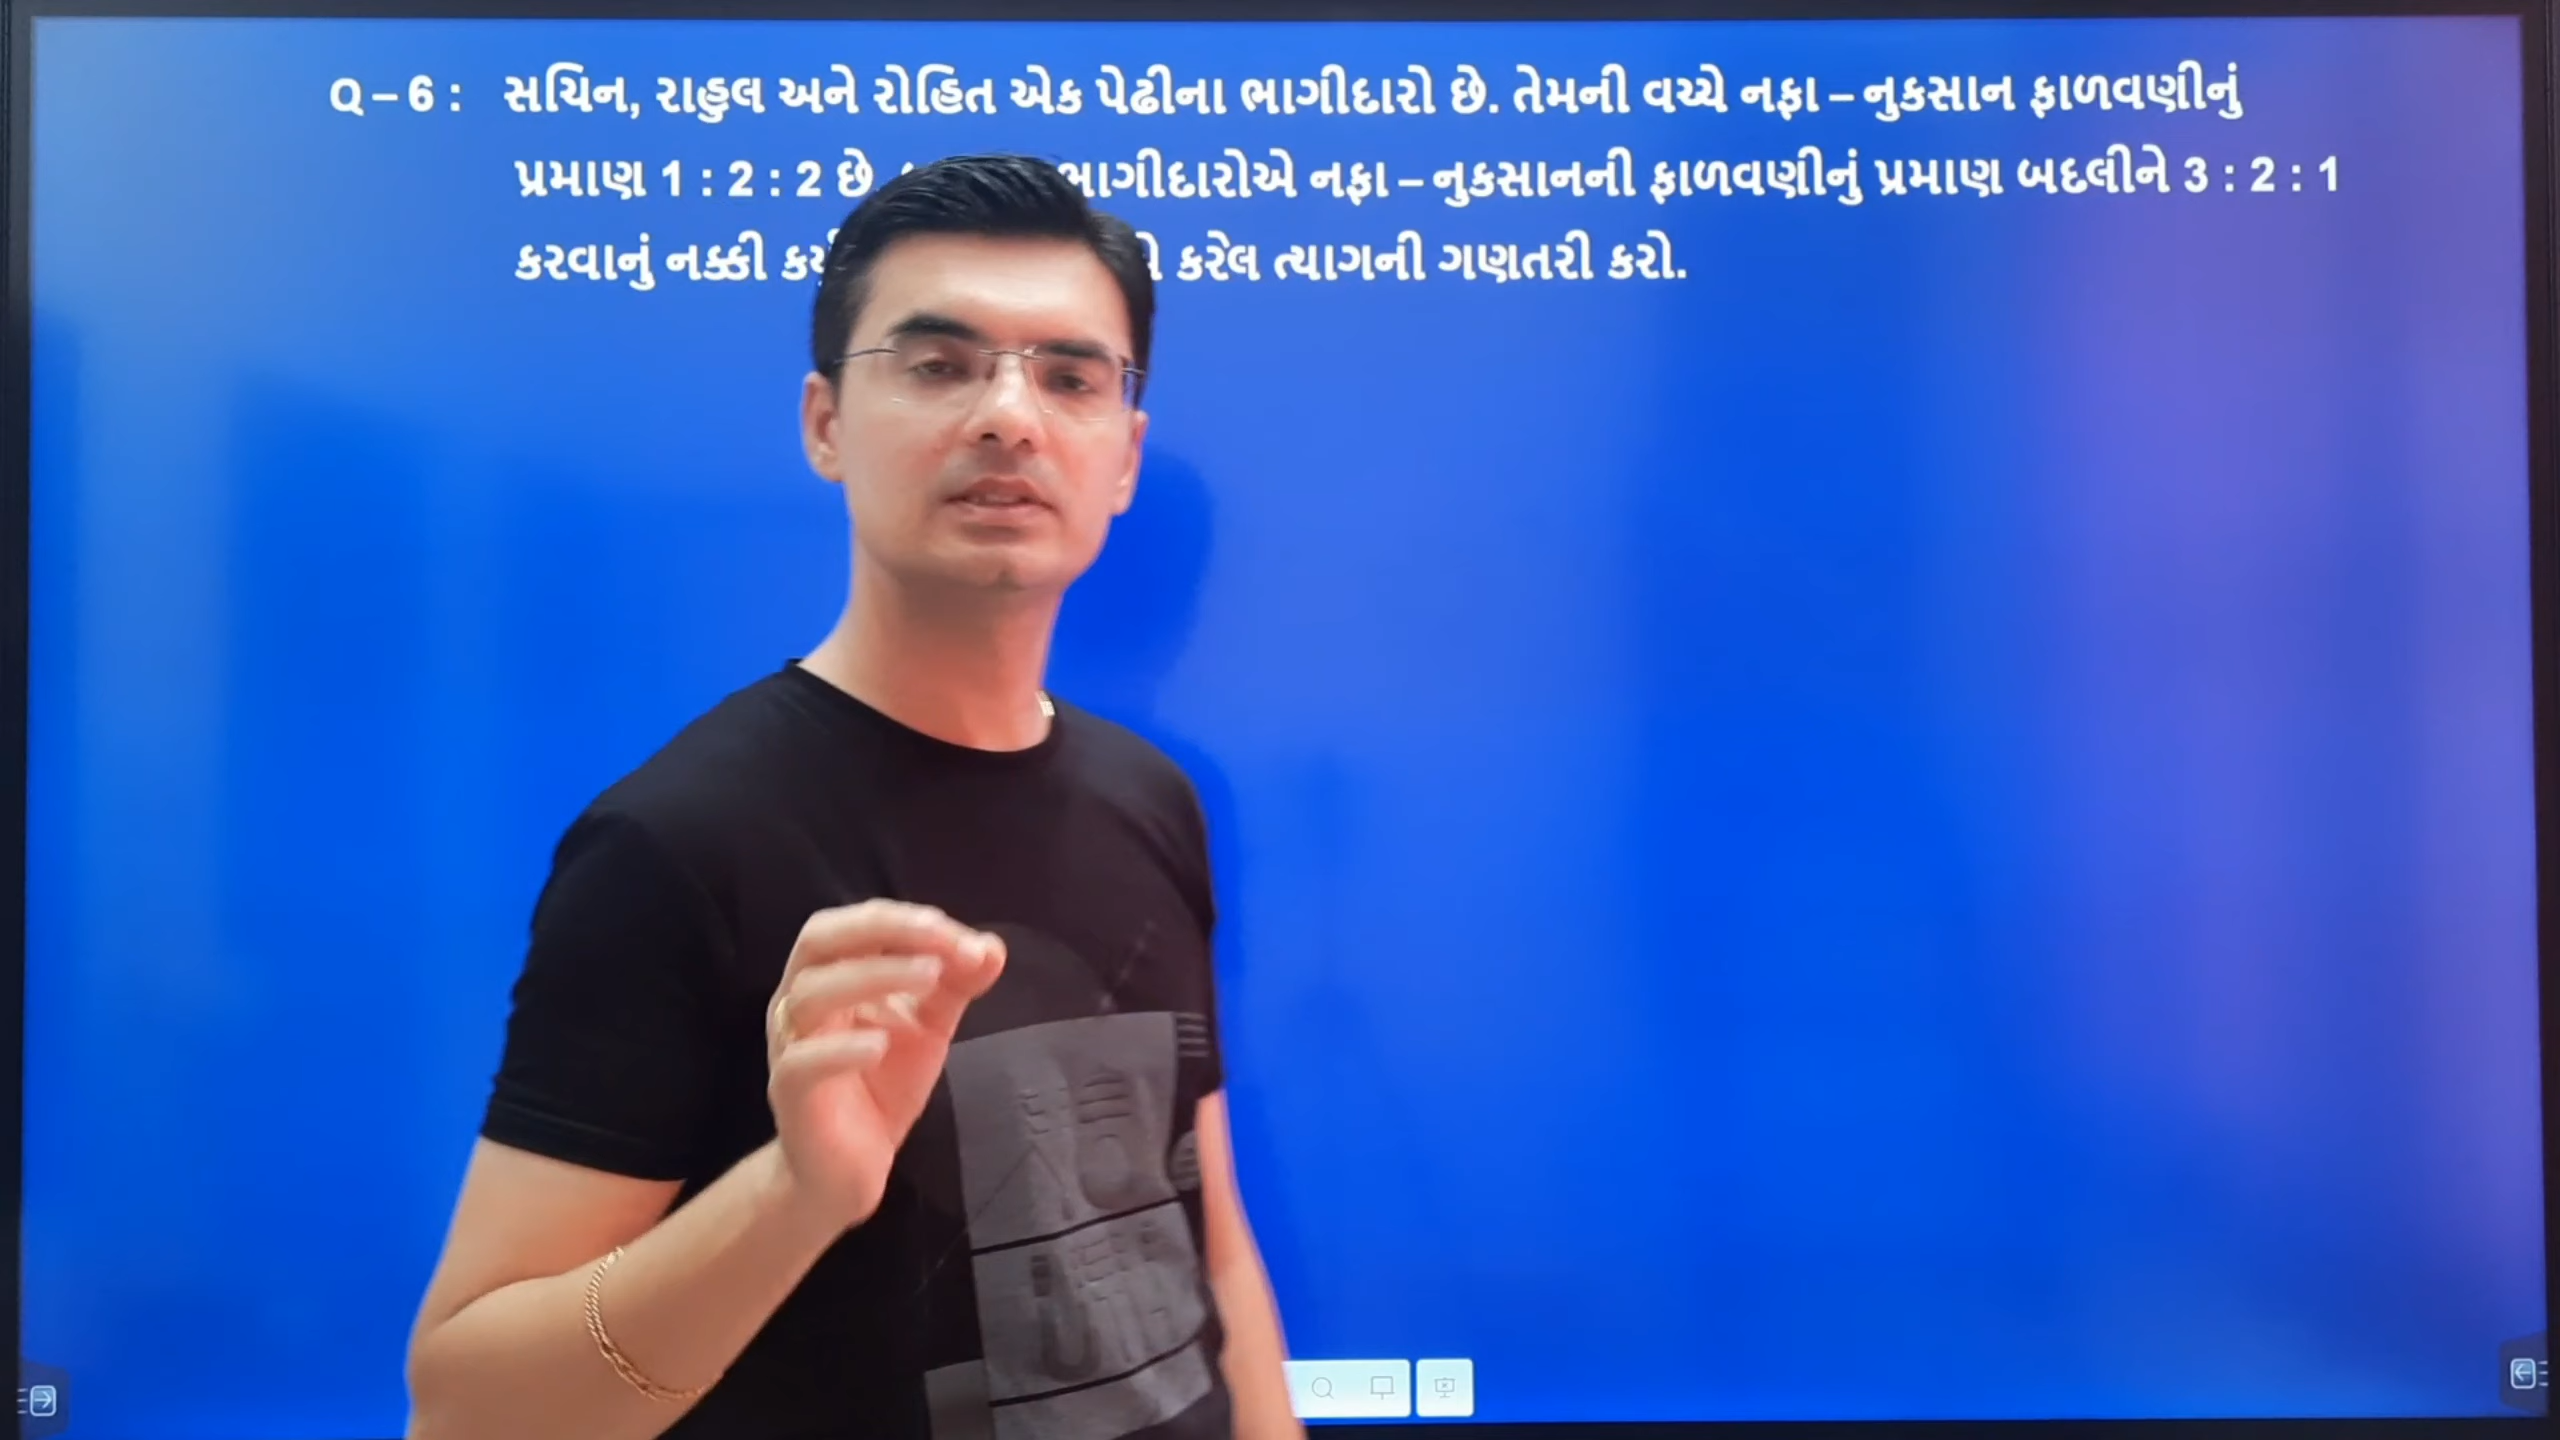 Q – 6 : સચિન, રાહુલ અને રોહિત એક પેઢીના ભાગીદારો છે. તેમની વચ્ચે નફા – નુકસાન ફાળવણીનું
પ્રમાણ 1 : 2 : 2 છે. ભાગીદારોએ નફા – નુકસાનની ફાળવણીનું પ્રમાણ બદલીને 3 : 2 : 1
કરવાનું નક્કી કરેલ ત્યાગની ગણતરી કરો.